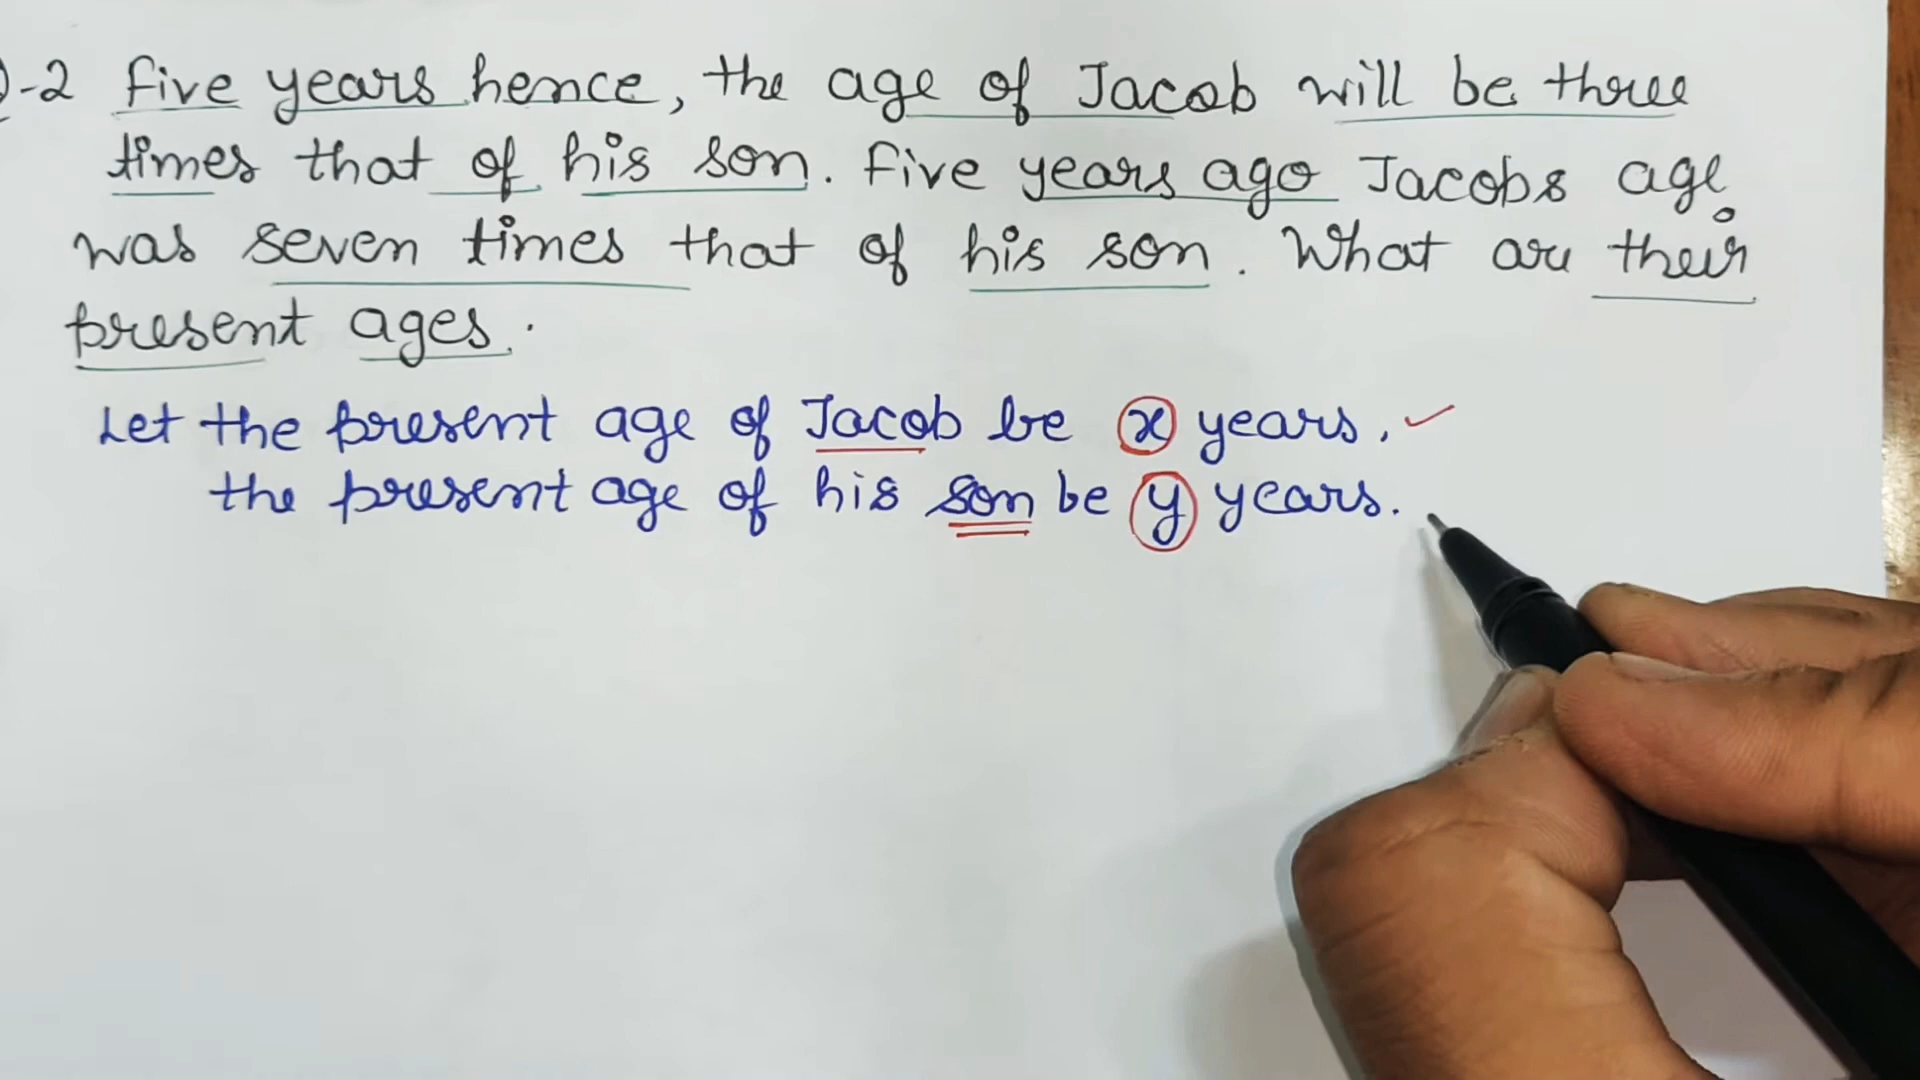 Q-2 Five years hence, the age of Jacob will be three
times that of his son. Five years ago Jacobs age
was seven times that of his son. What are their
present ages.
Let the present age of Jacob be x years.
the present age of his son be y years.